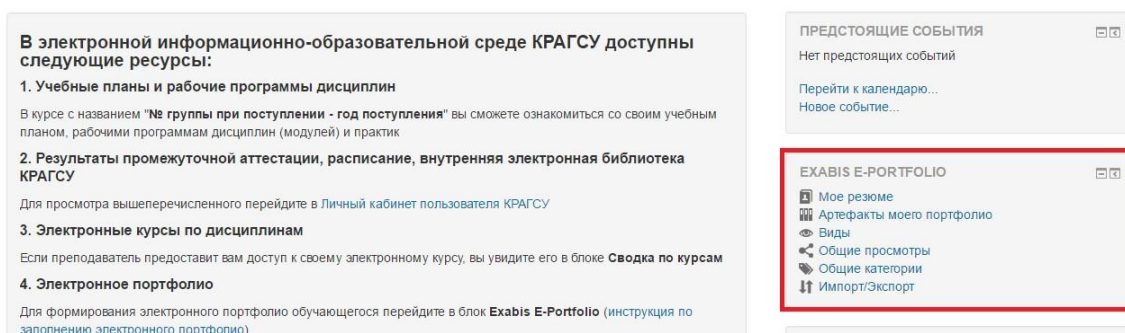 В электронной информационно-образовательной среде КРАГСУ доступны
следующие ресурсы:
1. Учебные планы и рабочие программы дисциплин
В курсе с названием "№ группы при поступлении - год поступления" вы сможете ознакомиться со своим учебным
планом, рабочими программам дисциплин (модулей) и практик
2. Результаты промежуточной аттестации, расписание, внутренняя электронная библиотека
КРАГСУ
Для просмотра вышеперечисленного перейдите в Личный кабинет пользователя КРАГСУ
3. Электронные курсы по дисциплинам
Если преподаватель предоставит вам доступ к своему электронному курсу, вы увидите его в блоке Сводка по курсам
4. Электронное портфолио
Для формирования электронного портфолио обучающегося перейдите в блок Exabis E-Portfolio (инструкция по
заполнению электронного портфолио)
ПРЕДСТОЯЩИЕ СОБЫТИЯ
Нет предстоящих событий
Перейти к календарю...
Новое событие...
EXABIS E-PORTFOLIO
Мое резюме
Артефакты моего портфолио
Виды
Общие просмотры
Общие категории
Импорт/Экспорт